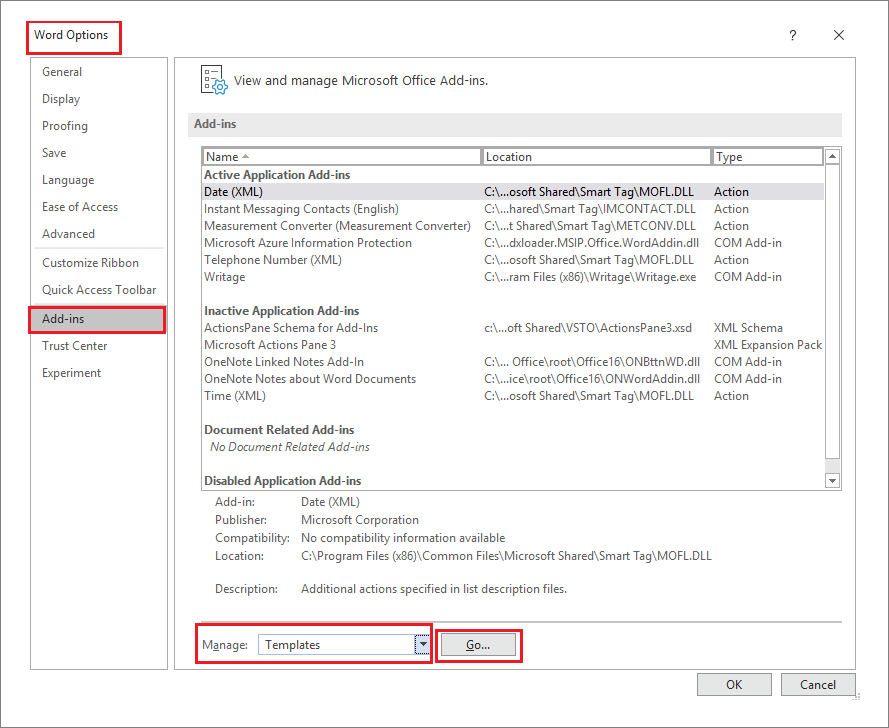 Word Options ?
General
Display
Proofing
Save
Language
Ease of Access
Advanced
Customize Ribbon
Quick Access Toolbar
Add-ins
Trust Center
Experiment
View and manage Microsoft Office Add-ins.
Add-ins
Name Location Type
Active Application Add-ins
Date (XML) C:\...osoft Shared\Smart Tag\MOFL.DLL Action
Instant Messaging Contacts (English) C:\...hared\Smart Tag\IMCONTACT.DLL Action
Measurement Converter (Measurement Converter) C:\...t Shared\Smart Tag\METCONV.DLL Action
Microsoft Azure Information Protection C:\...dxloader.MSIP.Office.WordAddin.dll COM Add-in
Telephone Number (XML) C:\...osoft Shared\Smart Tag\MOFL.DLL Action
Writage C:\...ram Files (x86)\Writage\Writage.exe COM Add-in
Inactive Application Add-ins
ActionsPane Schema for Add-Ins c:\...oft Shared\VSTO\ActionsPane3.xsd XML Schema
Microsoft Actions Pane 3 XML Expansion Pack
OneNote Linked Notes Add-In C:\... Office\root\Office16\ONBttnWD.dll COM Add-in
OneNote Notes about Word Documents C:\...ice\root\Office16\ONWordAddin.dll COM Add-in
Time (XML) C:\...osoft Shared\Smart Tag\MOFL.DLL Action
Document Related Add-ins
No Document Related Add-ins
Disabled Application Add-ins
Add-in: Date (XML)
Publisher: Microsoft Corporation
Compatibility: No compatibility information available
Location: C:\Program Files (x86)\Common Files\Microsoft Shared\Smart Tag\MOFL.DLL
Description: Additional actions specified in list description files.
Manage: Templates Go...
OK Cancel